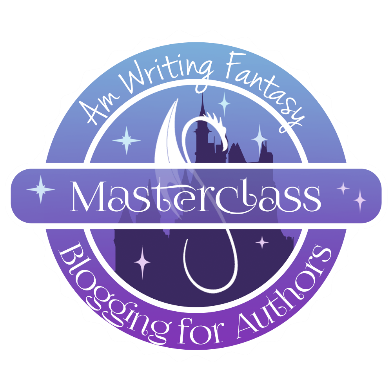 Am Writing Fantasy
Masterclass
Blogging for Authors